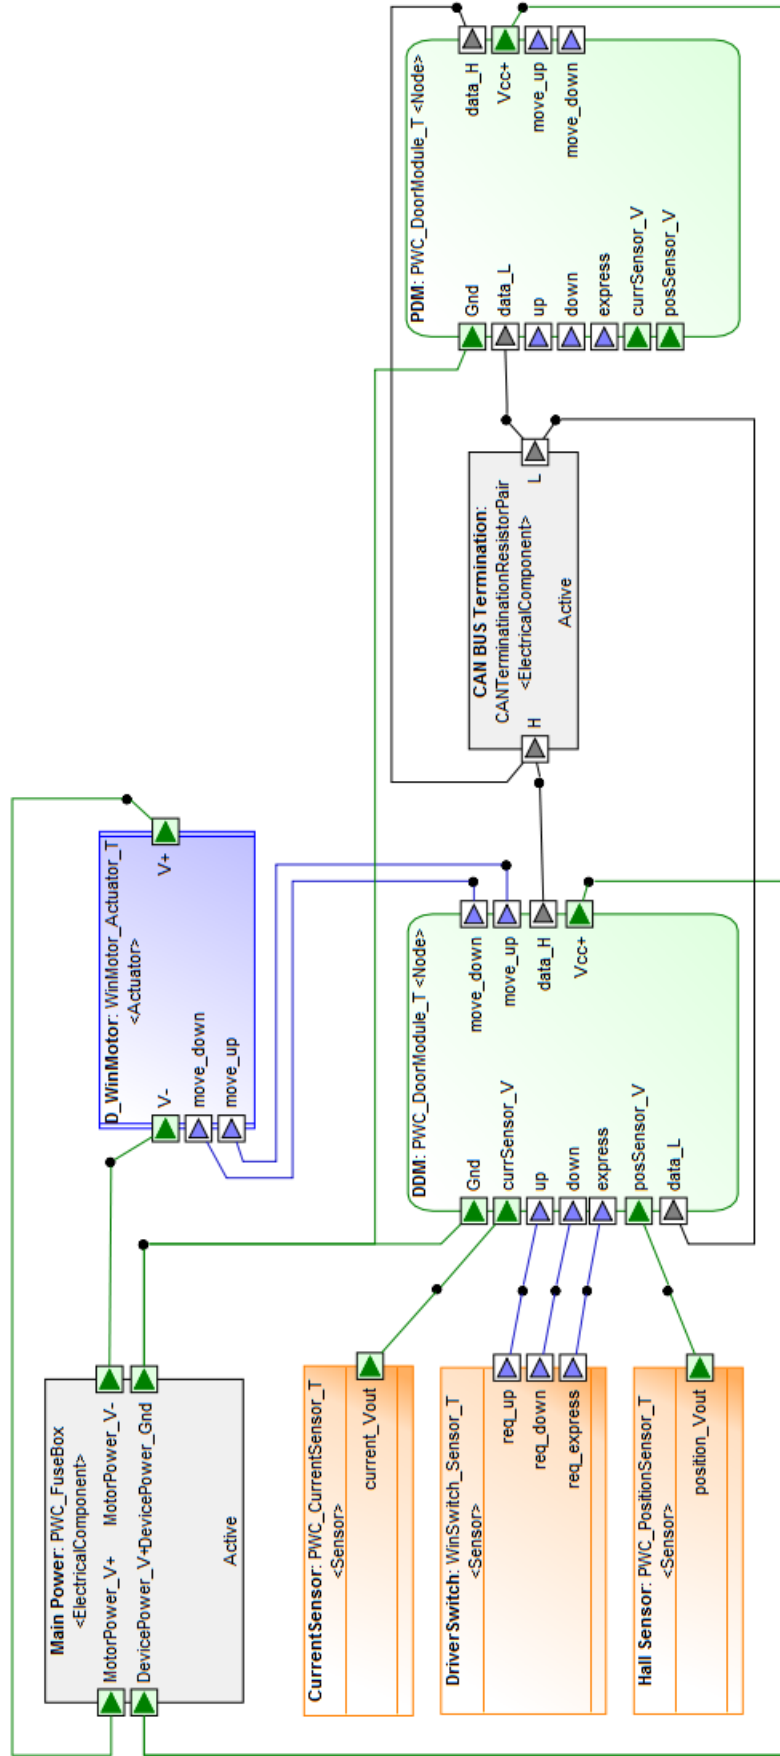 Main Power: PWC_FuseBox
<ElectricalComponent>
MotorPower_V+ MotorPower_V-
DevicePower_V+DevicePower_Gnd
Active
CurrentSensor: PWC_CurrentSensor_T
<Sensor>
current_Vout
DriverSwitch: WinSwitch_Sensor_T
<Sensor>
req_up
req_down
req_express
Hall Sensor: PWC_PositionSensor_T
<Sensor>
position_Vout
D_WinMotor: WinMotor_Actuator_T
<Actuator>
V- V+
move_down
move_up
DDM: PWC_DoorModule_T <Node>
Gnd move_down
currSensor_V move_up
up data_H
down Vcc+
express
posSensor_V
data_L
CAN BUS Termination:
CANTerminatinationResistorPair
<ElectricalComponent>
H L
Active
PDM: PWC_DoorModule_T <Node>
Gnd data_H
data_L Vcc+
up move_up
down move_down
express
currSensor_V
posSensor_V